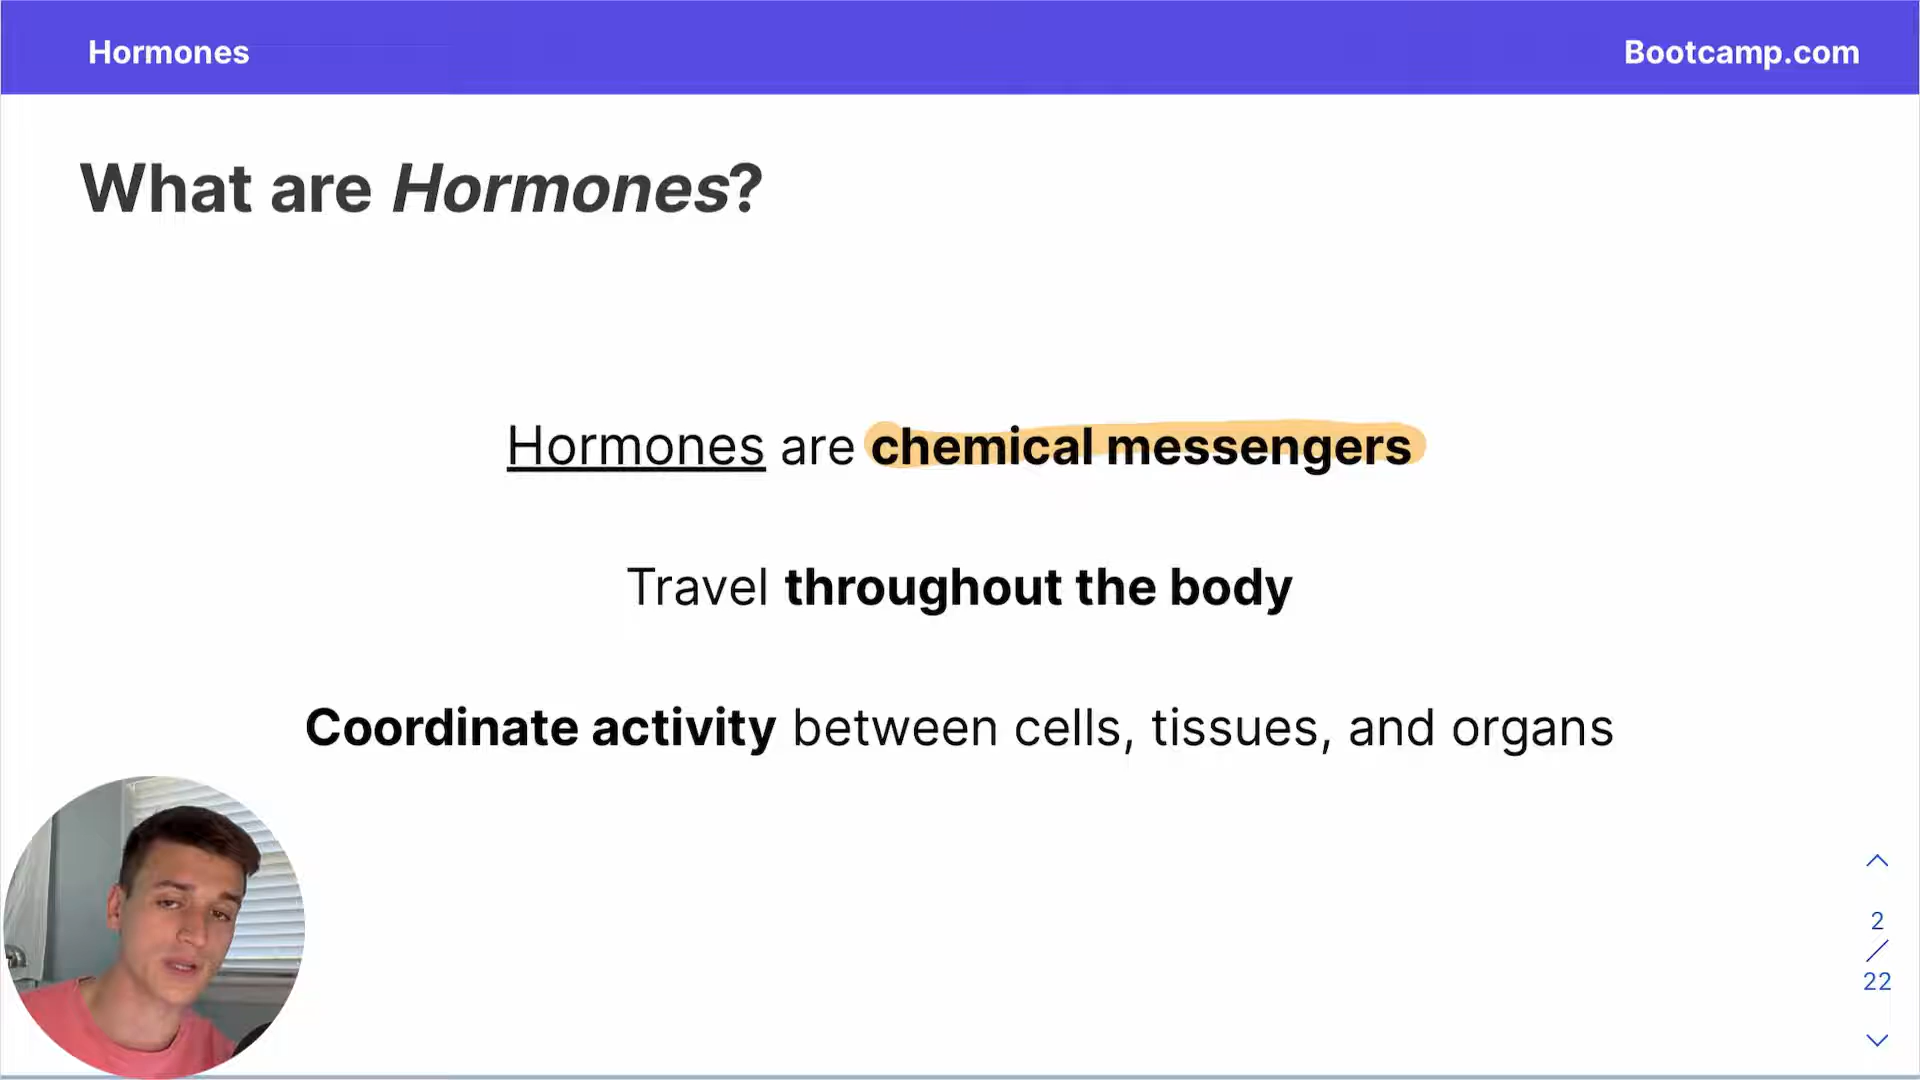 Hormones
Bootcamp.com
What are Hormones?
Hormones are chemical messengers
Travel throughout the body
Coordinate activity between cells, tissues, and organs
2
/
22